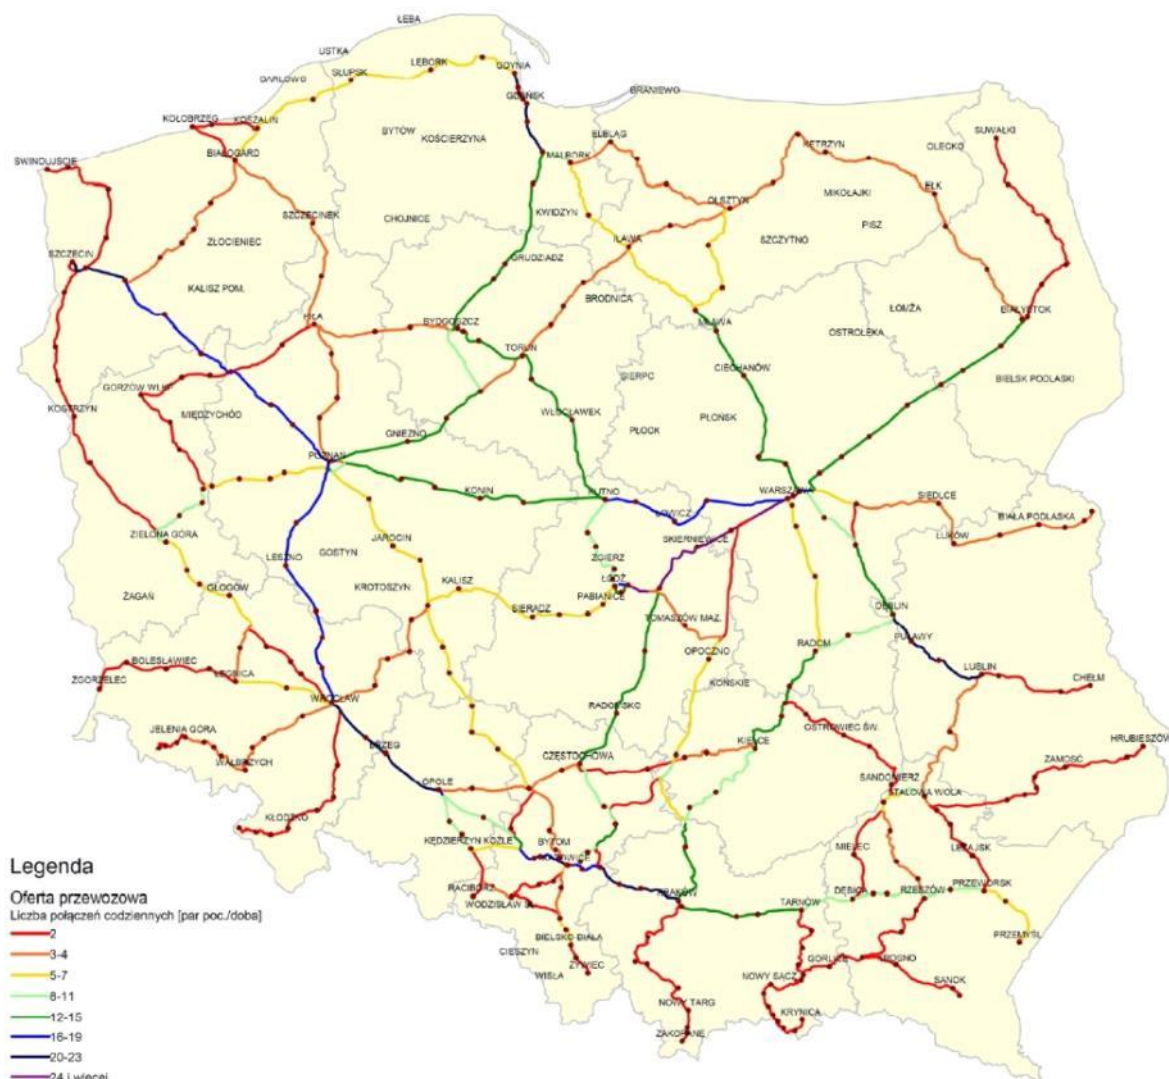 ŁEBA
USTKA
LĘBORK
GDYNIA
SŁUPSK
DARŁOWO
GDAŃSK
BRANIEWO
KOŁOBRZEG
KOSZALIN
BYTÓW
KOŚCIERZYNA
ELBLĄG
KĘTRZYN
SUWAŁKI
OLECKO
BIAŁOGARD
MALBORK
ŚWINOUJŚCIE
EŁK
MIKOŁAJKI
SZCZECINEK
CHOJNICE
KWIDZYN
OLSZTYN
PISZ
ZŁOCIENIEC
IŁAWA
SZCZYTNO
SZCZECIN
GRUDZIĄDZ
KALISZ POM.
BRODNICA
ŁOMŻA
PIŁA
BYDGOSZCZ
MŁAWA
OSTROŁĘKA
BIAŁYSTOK
TORUŃ
CIECHANÓW
SIERPC
BIELSK PODLASKI
GORZÓW WLKP
KOSTRZYN
MIĘDZYCHÓD
WŁOCŁAWEK
PŁOŃSK
GNIEZNO
PŁOCK
POZNAŃ
KONIN
KUTNO
WARSZAWA
SIEDLCE
ŁOWICZ
BIAŁA PODLASKA
ZIELONA GÓRA
JAROCIN
SKIERNIEWICE
ŁUKÓW
LESZNO
GOSTYŃ
ZGIERZ
KROTOSZYN
KALISZ
ŁÓDŹ
GŁOGÓW
ŻAGAŃ
PABIANICE
SIERADZ
DĘBLIN
TOMASZÓW MAZ.
PUŁAWY
RADOM
OPOCZNO
BOLESŁAWIEC
LEGNICA
LUBLIN
ZGORZELEC
KOŃSKIE
CHEŁM
WROCŁAW
RADOMSKO
OSTROWIEC ŚW.
JELENIA GÓRA
BRZEG
KIELCE
HRUBIESZÓW
CZĘSTOCHOWA
WAŁBRZYCH
ZAMOŚĆ
SANDOMIERZ
OPOLE
STALOWA WOLA
KŁODZKO
KĘDZIERZYN KOŹLE
BYTOM
LEŻAJSK
KATOWICE
MIELEC
Legenda
RACIBÓRZ
DĘBICA
RZESZÓW
PRZEWORSK
Oferta przewozowa
WODZISŁAW ŚL
KRAKÓW
TARNÓW
Liczba połączeń codziennych [par poc./doba]
2
BIELSKO BIAŁA
PRZEMYŚL
3-4
CIESZYN
GORLICE
KROSNO
5-7
WISŁA
ŻYWIEC
NOWY SĄCZ
SANOK
8-11
NOWY TARG
12-15
KRYNICA
16-19
ZAKOPANE
20-23
24 i więcej